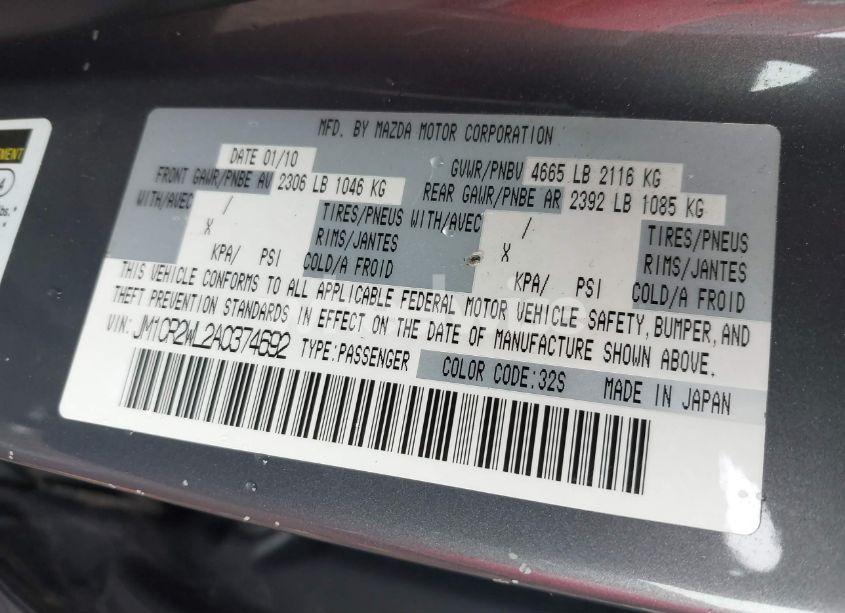 EMENT
4
bs.
MFD. BY MAZDA MOTOR CORPORATION
DATE 01/10
GVWR/PNBV 4665 LB 2116 KG
FRONT GAWR/PNBE AV 2306 LB 1046 KG
REAR GAWR/PNBE AR 2392 LB 1085 KG
WITH/AVEC / TIRES/PNEUS WITH/AVEC / TIRES/PNEUS
X RIMS/JANTES X RIMS/JANTES
KPA/ PSI COLD/A FROID KPA/ PSI COLD/A FROID
THIS VEHICLE CONFORMS TO ALL APPLICABLE FEDERAL MOTOR VEHICLE SAFETY, BUMPER, AND
THEFT PREVENTION STANDARDS IN EFFECT ON THE DATE OF MANUFACTURE SHOWN ABOVE.
VIN: JM1CR2WL2A0374692 TYPE:PASSENGER COLOR CODE:32S MADE IN JAPAN